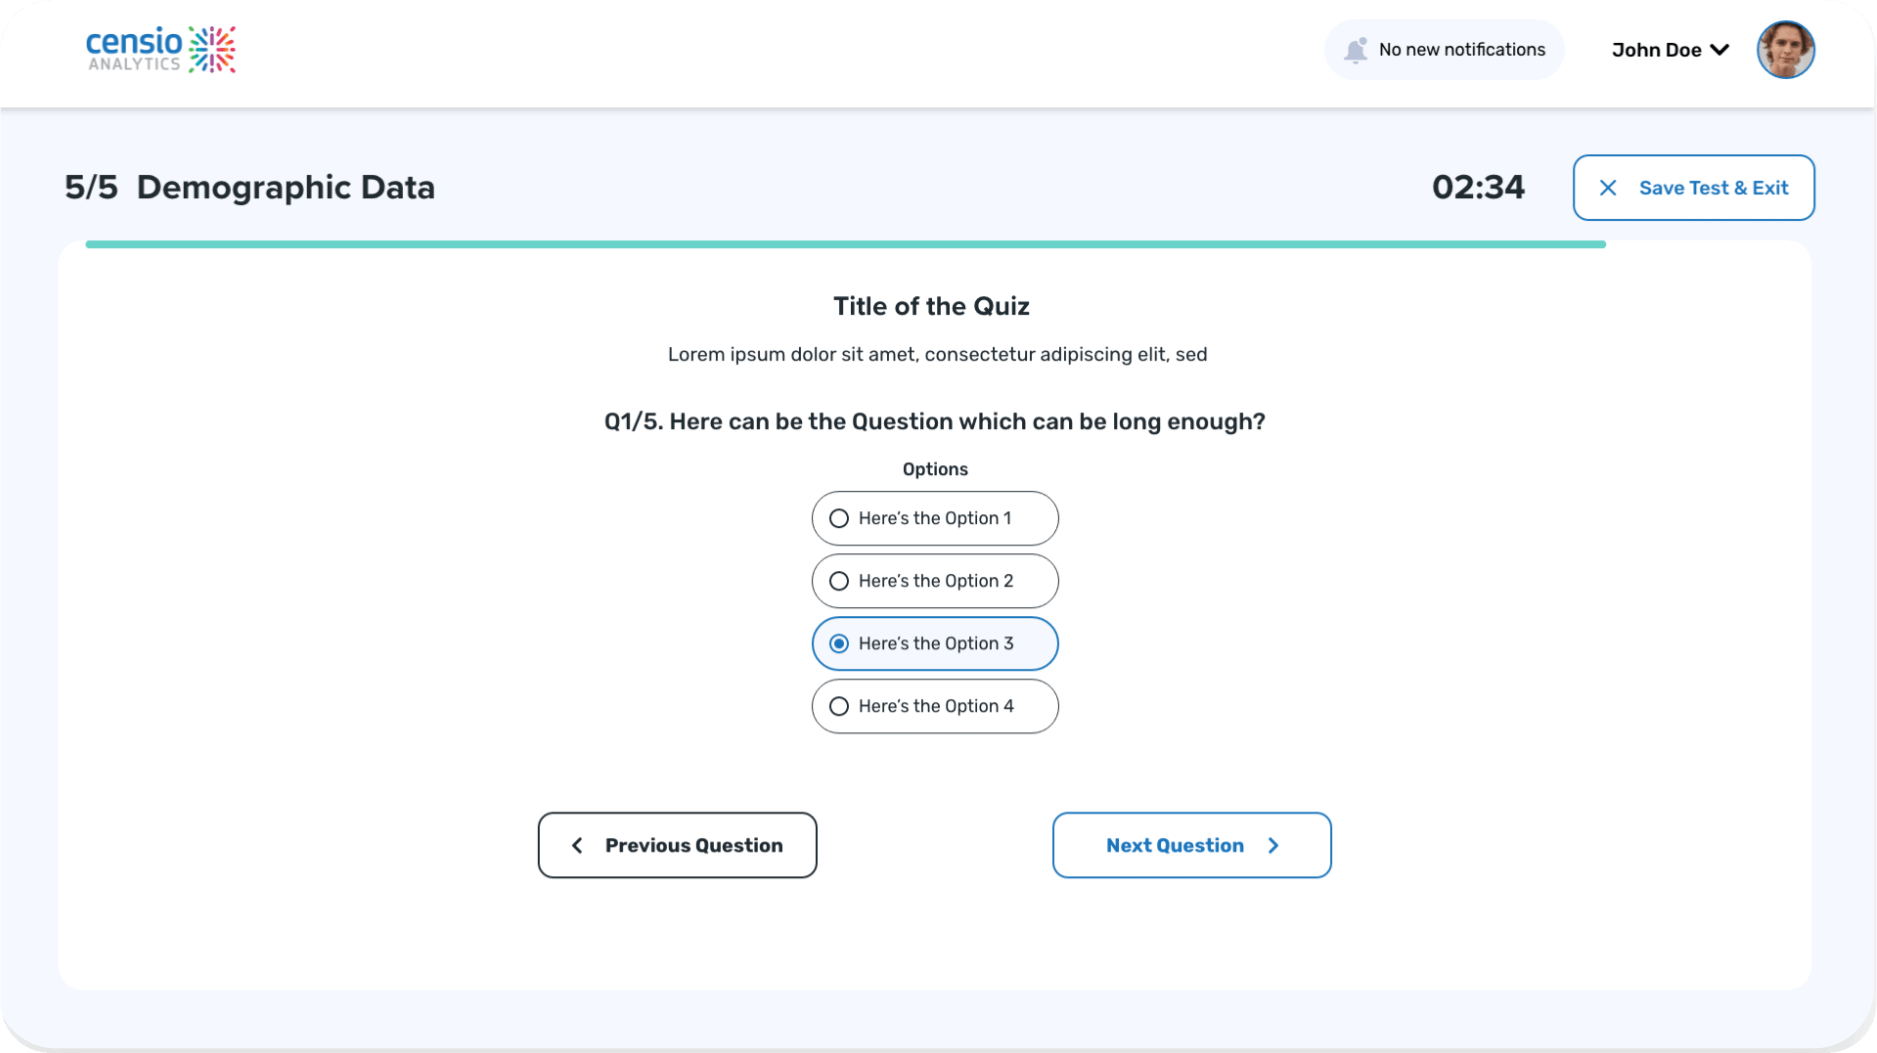 censio
ANALYTICS
No new notifications
John Doe
5/5 Demographic Data
02:34
Save Test & Exit
Title of the Quiz
Lorem ipsum dolor sit amet, consectetur adipiscing elit, sed
Q1/5. Here can be the Question which can be long enough?
Options
Here’s the Option 1
Here’s the Option 2
Here’s the Option 3
Here’s the Option 4
Previous Question
Next Question